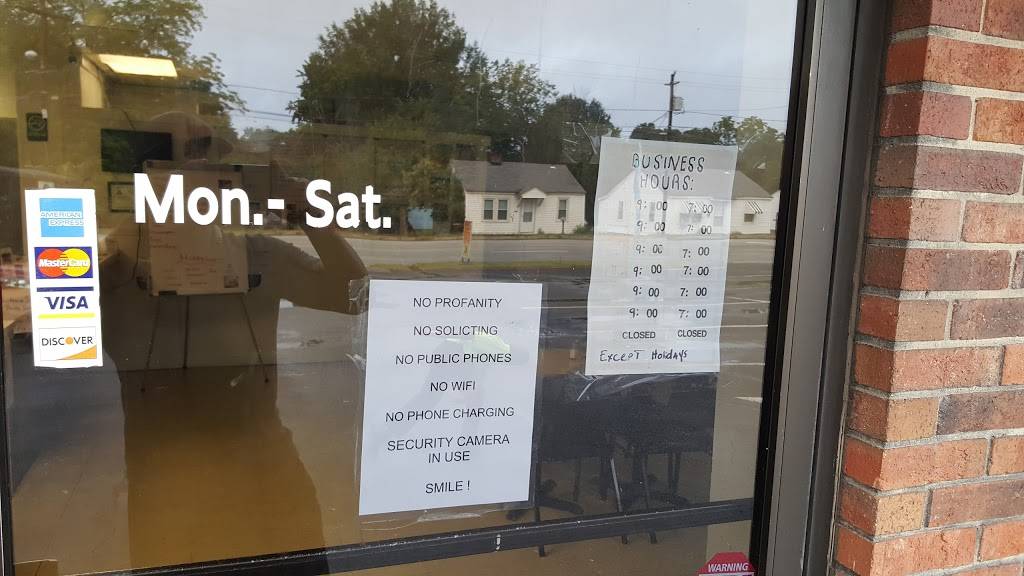 Mon.- Sat.
AMERICAN
EXPRESS
MasterCard
VISA
DISCOVER
NO PROFANITY
NO SOLICTING
NO PUBLIC PHONES
NO WIFI
NO PHONE CHARGING
SECURITY CAMERA
IN USE
SMILE !
BUSINESS
HOURS:
9: 00 7: 00
9: 00 7: 00
9: 00 7: 00
9: 00 7: 00
9: 00 7: 00
9: 00 7: 00
CLOSED CLOSED
EXCEPT Holidays
WARNING